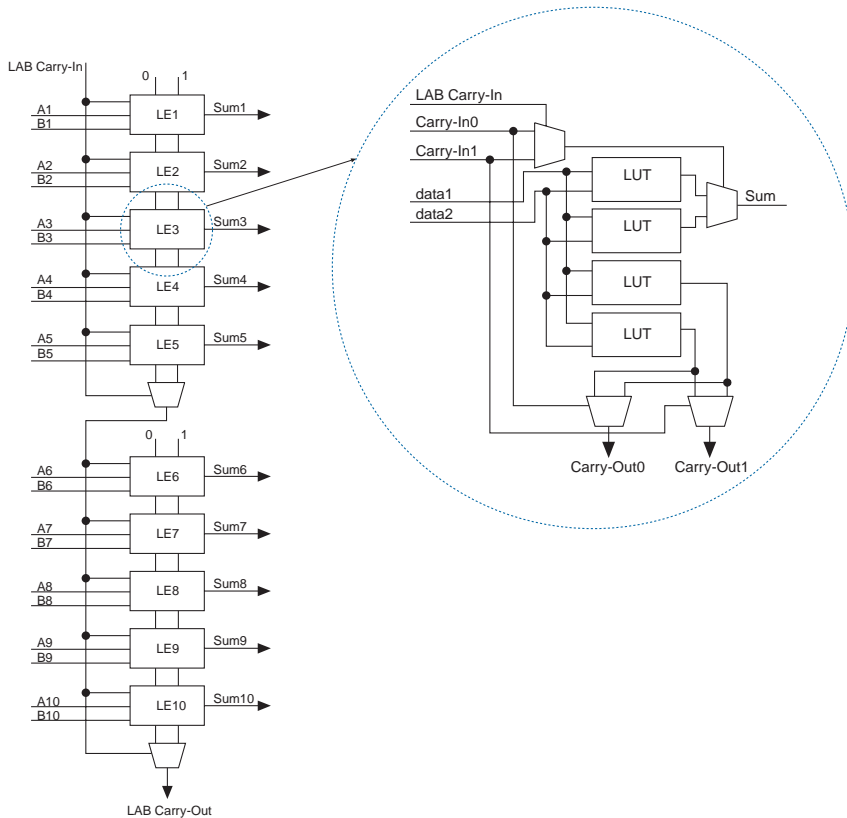 LAB Carry-In
0 1
A1
B1
LE1
Sum1
A2
B2
LE2
Sum2
A3
B3
LE3
Sum3
A4
B4
LE4
Sum4
A5
B5
LE5
Sum5
0 1
A6
B6
LE6
Sum6
A7
B7
LE7
Sum7
A8
B8
LE8
Sum8
A9
B9
LE9
Sum9
A10
B10
LE10
Sum10
LAB Carry-Out
LAB Carry-In
Carry-In0
Carry-In1
data1
data2
LUT
LUT
LUT
LUT
Sum
Carry-Out0
Carry-Out1